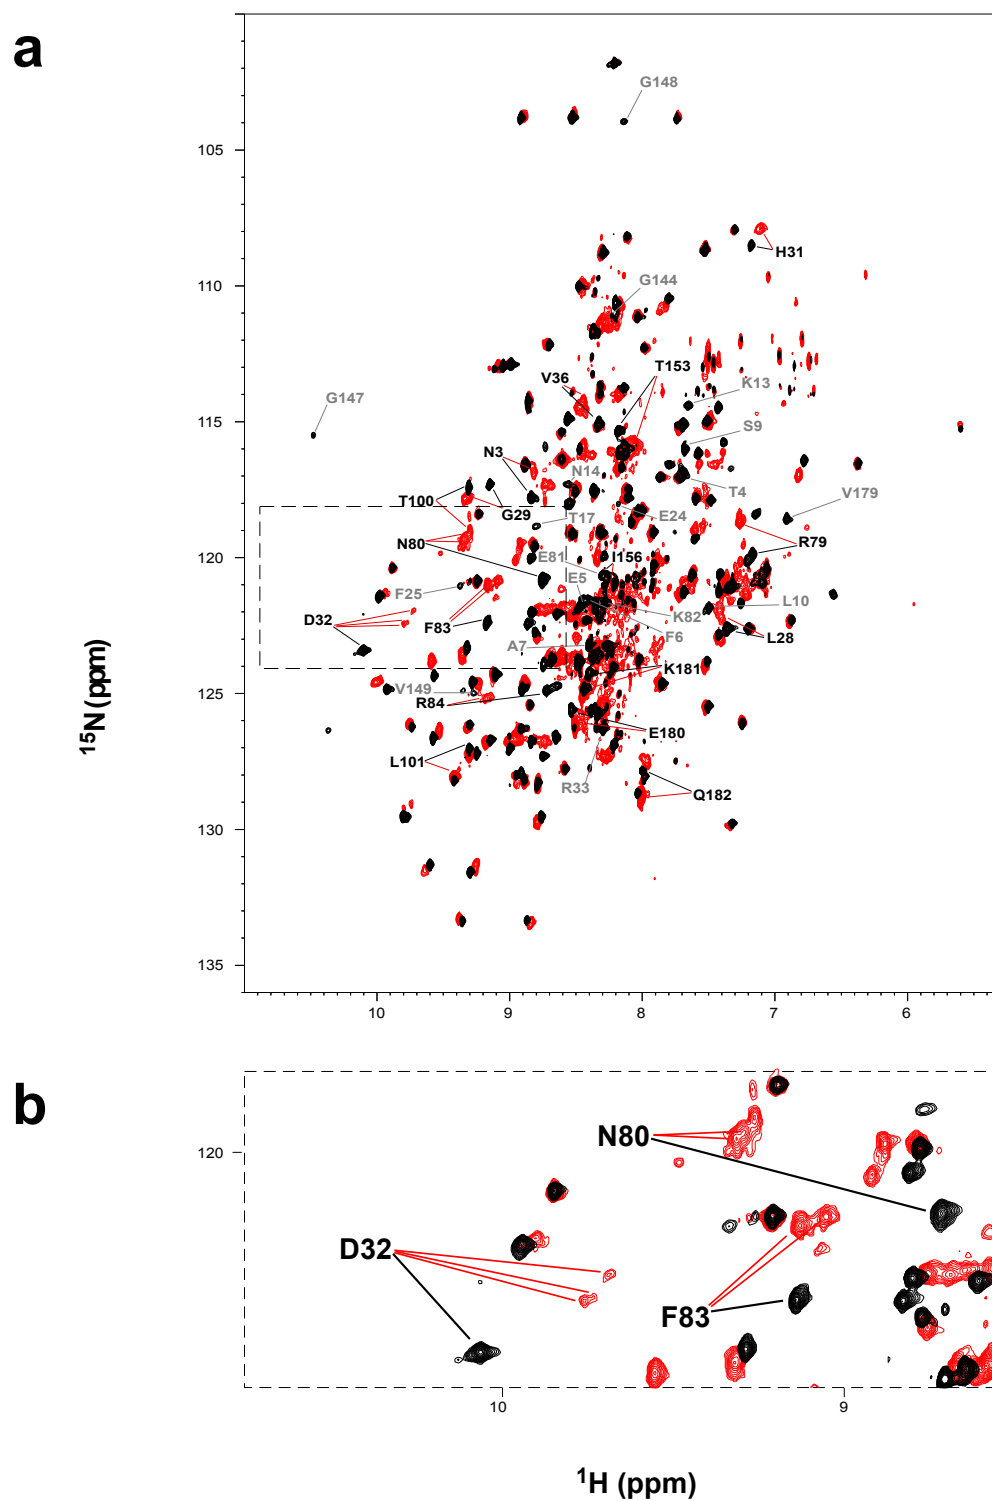 a
G148
105
H31
G144
110
T153
V36
K13
G147
115
S9
N3
N14
T4
T100
G29
E24
V179
T17
N80
R79
120
E81
I156
F25
E5
K82
L10
D32
F83
F6
L28
A7
K181
V149
125
R84
E180
L101
R33
Q182
130
135
15N (ppm)
10 9 8 7 6
b
N80
120
D32
F83
10 9
1H (ppm)